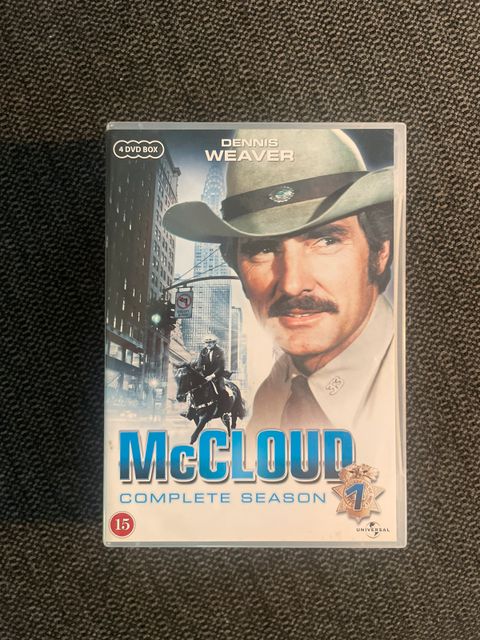 4 DVD BOX
DENNIS
WEAVER
McCLOUD
COMPLETE SEASON 1
15
UNIVERSAL